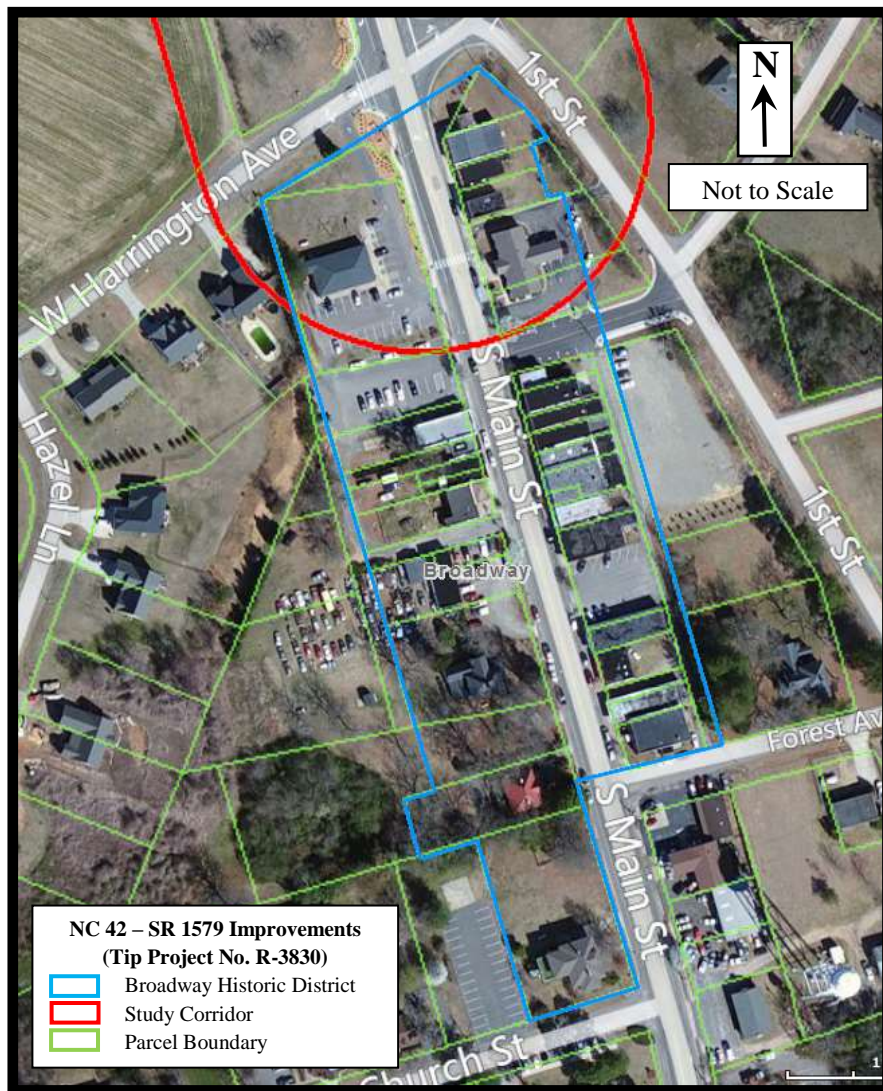 1st St
N
Not to Scale
W Harrington Ave
S Main St
Hazel Ln
1st St
Broadway
Forest Av
S Main St
NC 42 – SR 1579 Improvements
(Tip Project No. R-3830)
Broadway Historic District
Study Corridor
Parcel Boundary
Church St
1